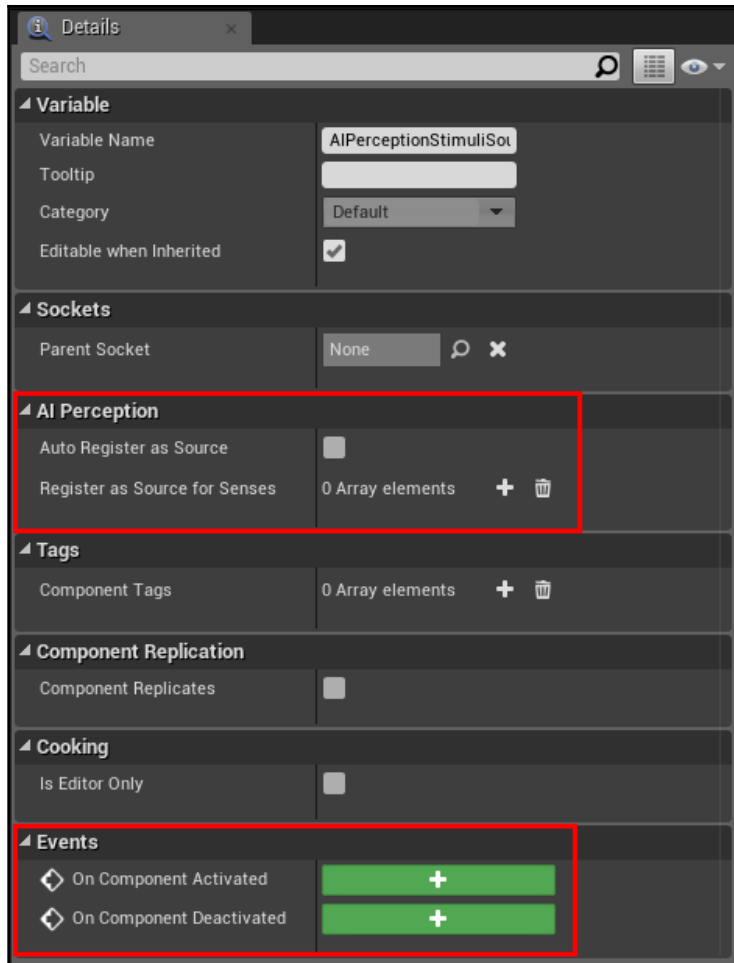 Details
Search
Variable
Variable Name AIPerceptionStimuliSou
Tooltip
Category Default
Editable when Inherited
Sockets
Parent Socket None
AI Perception
Auto Register as Source
Register as Source for Senses 0 Array elements
Tags
Component Tags 0 Array elements
Component Replication
Component Replicates
Cooking
Is Editor Only
Events
On Component Activated
On Component Deactivated